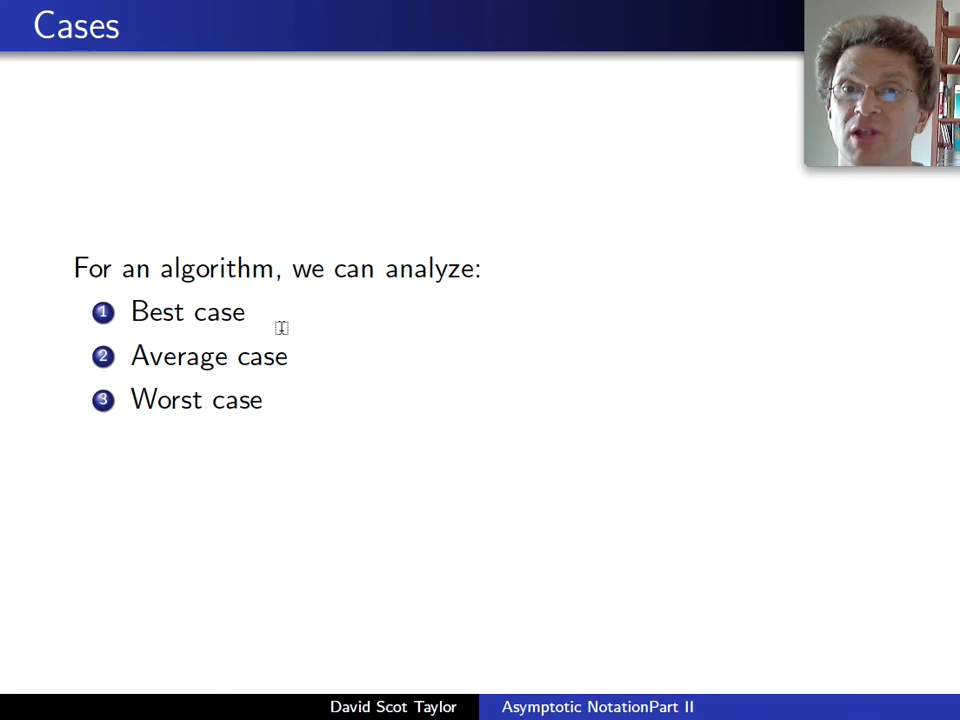 Cases
For an algorithm, we can analyze:
1 Best case
2 Average case
3 Worst case
David Scot Taylor
Asymptotic NotationPart II